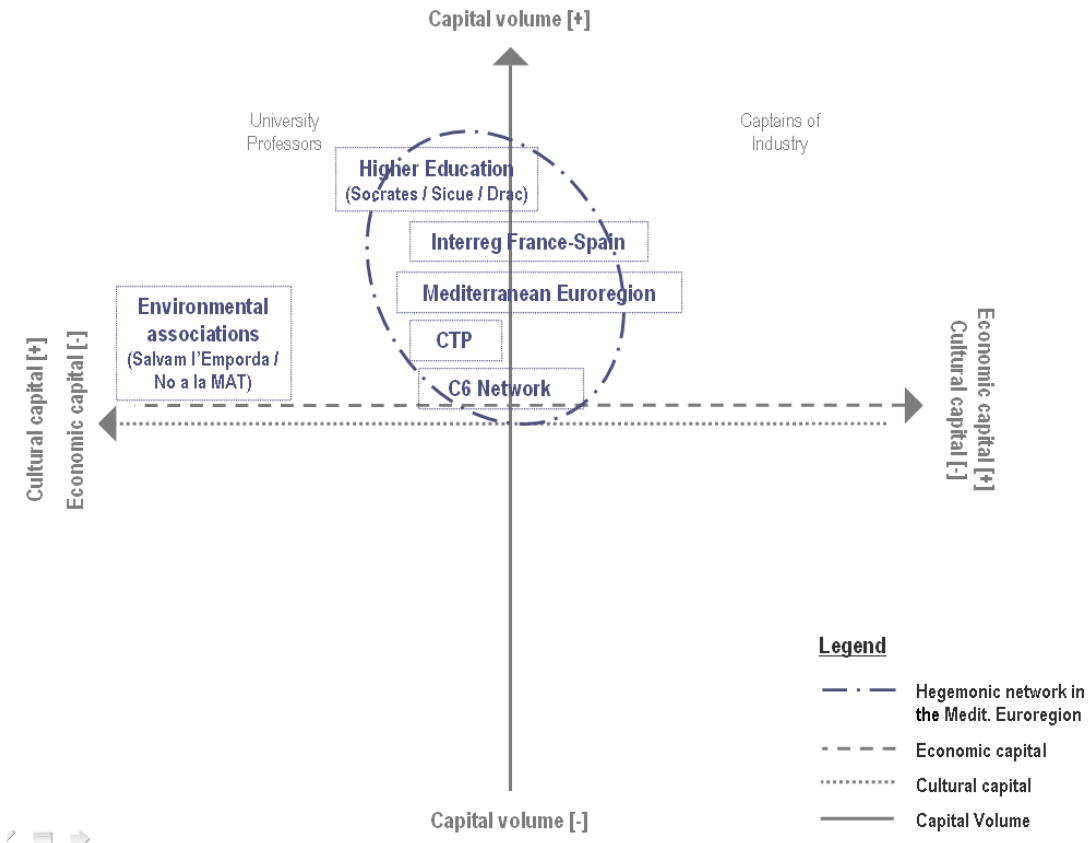 Capital volume [+]
University
Professors
Captains of
Industry
Higher Education
(Socrates / Sicue / Drac)
Interreg France-Spain
Mediterranean Euroregion
Environmental
associations
(Salvam l'Emporda /
No a la MAT)
CTP
C6 Network
Cultural capital [+]
Economic capital [-]
Economic capital [+]
Cultural capital [-]
Capital volume [-]
Legend
Hegemonic network in
the Medit. Euroregion
Economic capital
Cultural capital
Capital Volume